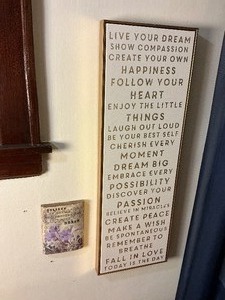 LIVE YOUR DREAM
SHOW COMPASSION
CREATE YOUR OWN
HAPPINESS
FOLLOW YOUR
HEART
ENJOY THE LITTLE
THINGS
LAUGH OUT LOUD
BE YOUR BEST SELF
CHERISH EVERY
MOMENT
DREAM BIG
EMBRACE EVERY
POSSIBILITY
DISCOVER YOUR
PASSION
BELIEVE IN MIRACLES
CREATE PEACE
MAKE A WISH
BE SPONTANEOUS
REMEMBER TO
BREATHE
FALL IN LOVE
TODAY IS THE DAY